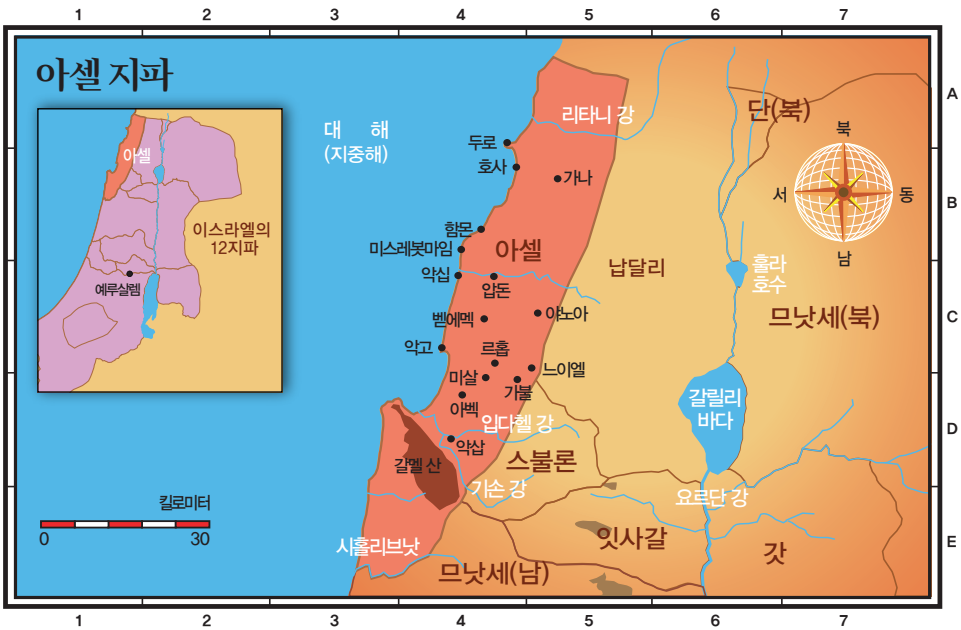 1 2 3 4 5 6 7
아셀 지파
A
B
C
D
E
아셀
이스라엘의
12지파
예루살렘
대 해
(지중해)
리타니 강
단(북)
북
서
동
남
두로
호사
가나
함몬
미스레봇마임
아셀
납달리
악십
압돈
훌라
호수
벧에멕
야노아
므낫세(북)
악고
르홉
느이엘
미살
가불
아벡
갈릴리
바다
입다헬 강
악삽
갈멜 산
스불론
기손 강
요르단 강
킬로미터
0 30
시홀리브낫
잇사갈
갓
므낫세(남)
1 2 3 4 5 6 7